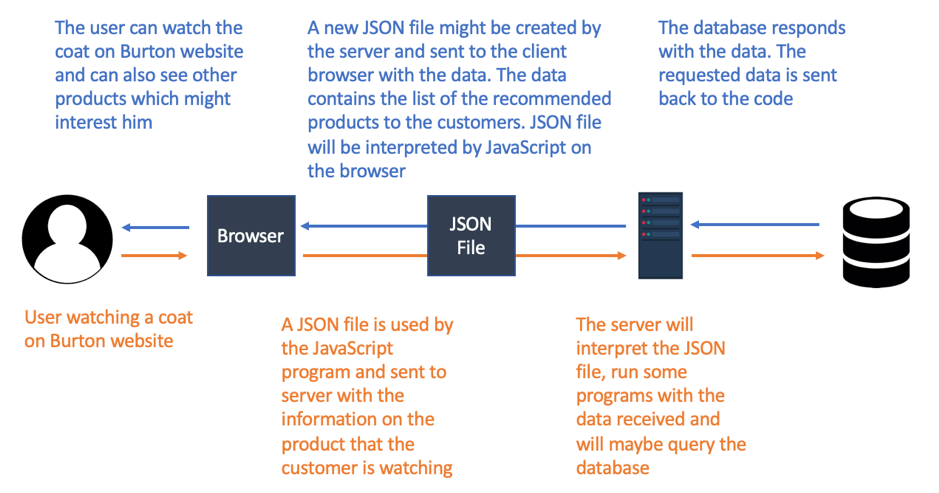 The user can watch the
coat on Burton website
and can also see other
products which might
interest him
A new JSON file might be created by
the server and sent to the client
browser with the data. The data
contains the list of the recommended
products to the customers. JSON file
will be interpreted by JavaScript on
the browser
The database responds
with the data. The
requested data is sent
back to the code
Browser
JSON
File
User watching a coat
on Burton website
A JSON file is used by
the JavaScript
program and sent to
server with the
information on the
product that the
customer is watching
The server will
interpret the JSON
file, run some
programs with the
data received and
will maybe query the
database